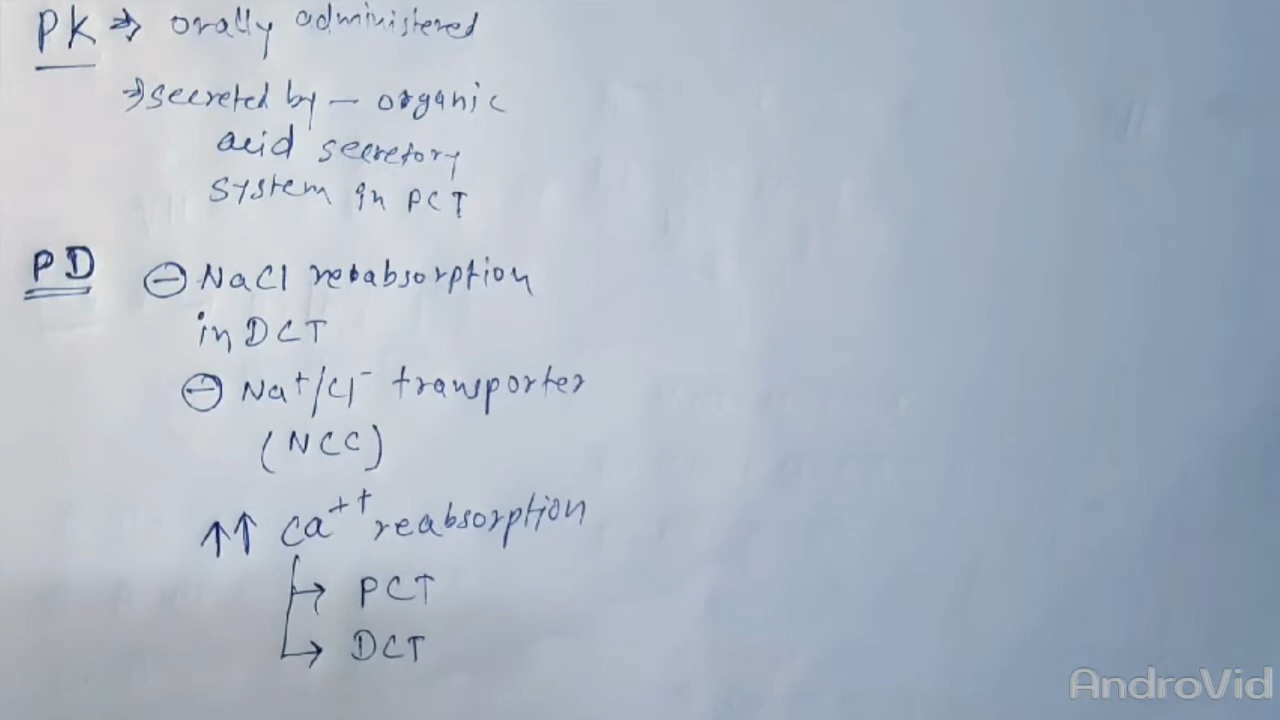 PK ⇒ orally administered
⇒ secreted by - organic
acid secretory
system in PCT
PD ⊖ NaCl reabsorption
in DCT
⊖ Na⁺/Cl⁻ transporter
(NCC)
↑↑ Ca⁺⁺ reabsorption
→ PCT
→ DCT
AndroVid